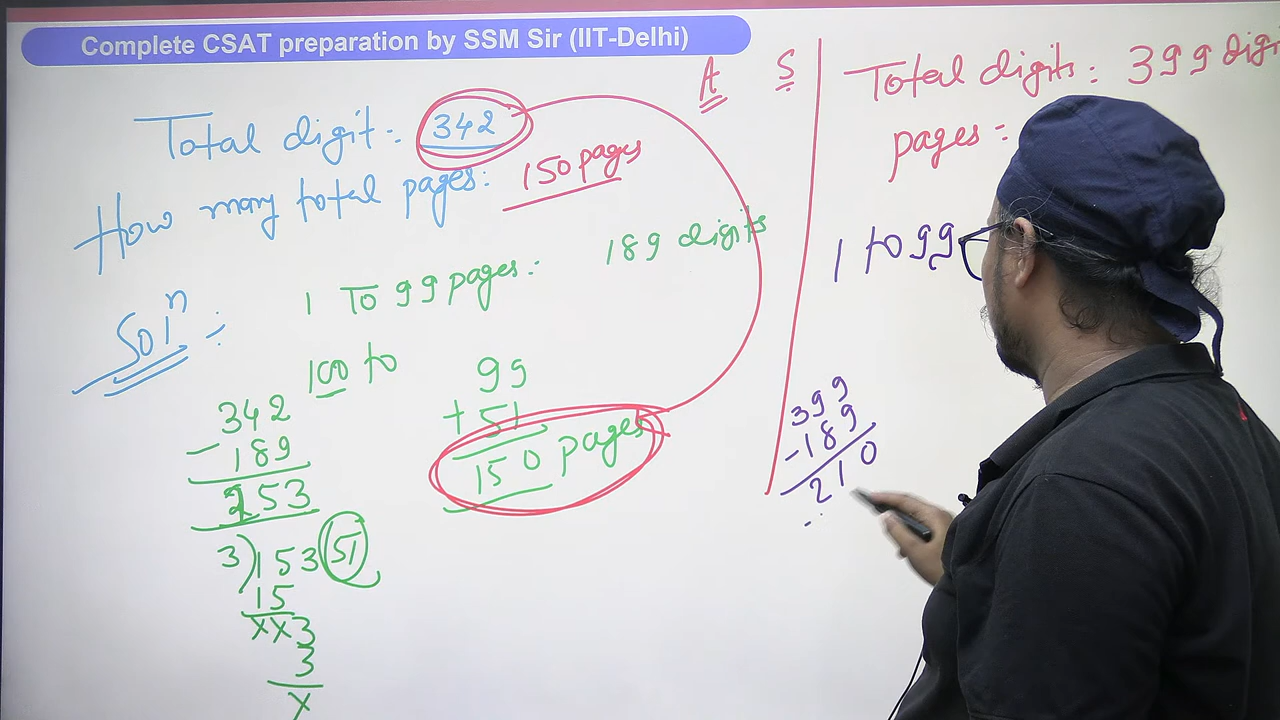 Complete CSAT preparation by SSM Sir (IIT-Delhi)
A S
Total digit:- 342
How many total pages: 150 pages
Solⁿ :
1 To 99 pages:- 189 digits
100 to
342
- 189
253
3)153(51
15
xx3
3
x
99
+ 51
150 pages
Total digits: 399
pages =
1 to 99
399
-189
210